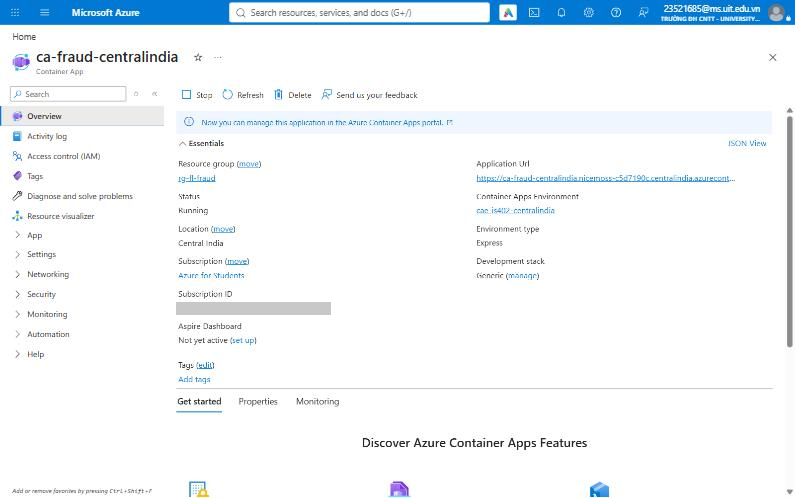 Microsoft Azure
Search resources, services, and docs (G+/)
23521685@ms.uit.edu.vn
TRƯỜNG ĐH CNTT - UNIVERSITY...
Home
ca-fraud-centralindia
Container App
Search
Stop
Refresh
Delete
Send us your feedback
Overview
Activity log
Access control (IAM)
Tags
Diagnose and solve problems
Resource visualizer
App
Settings
Networking
Security
Monitoring
Automation
Help
Add or remove favorites by pressing Ctrl+Shift+F
Now you can manage this application in the Azure Container Apps portal.
Essentials
JSON View
Resource group (move)
rg-ll-fraud
Status
Running
Location (move)
Central India
Subscription (move)
Azure for Students
Subscription ID
Aspire Dashboard
Not yet active (set up)
Application Url
https://ca-fraud-centralindia.nicemoss-c5d7190c.centralindia.azurecont...
Container Apps Environment
cae_is402-centralindia
Environment type
Express
Development stack
Generic (manage)
Tags (edit)
Add tags
Get started
Properties
Monitoring
Discover Azure Container Apps Features